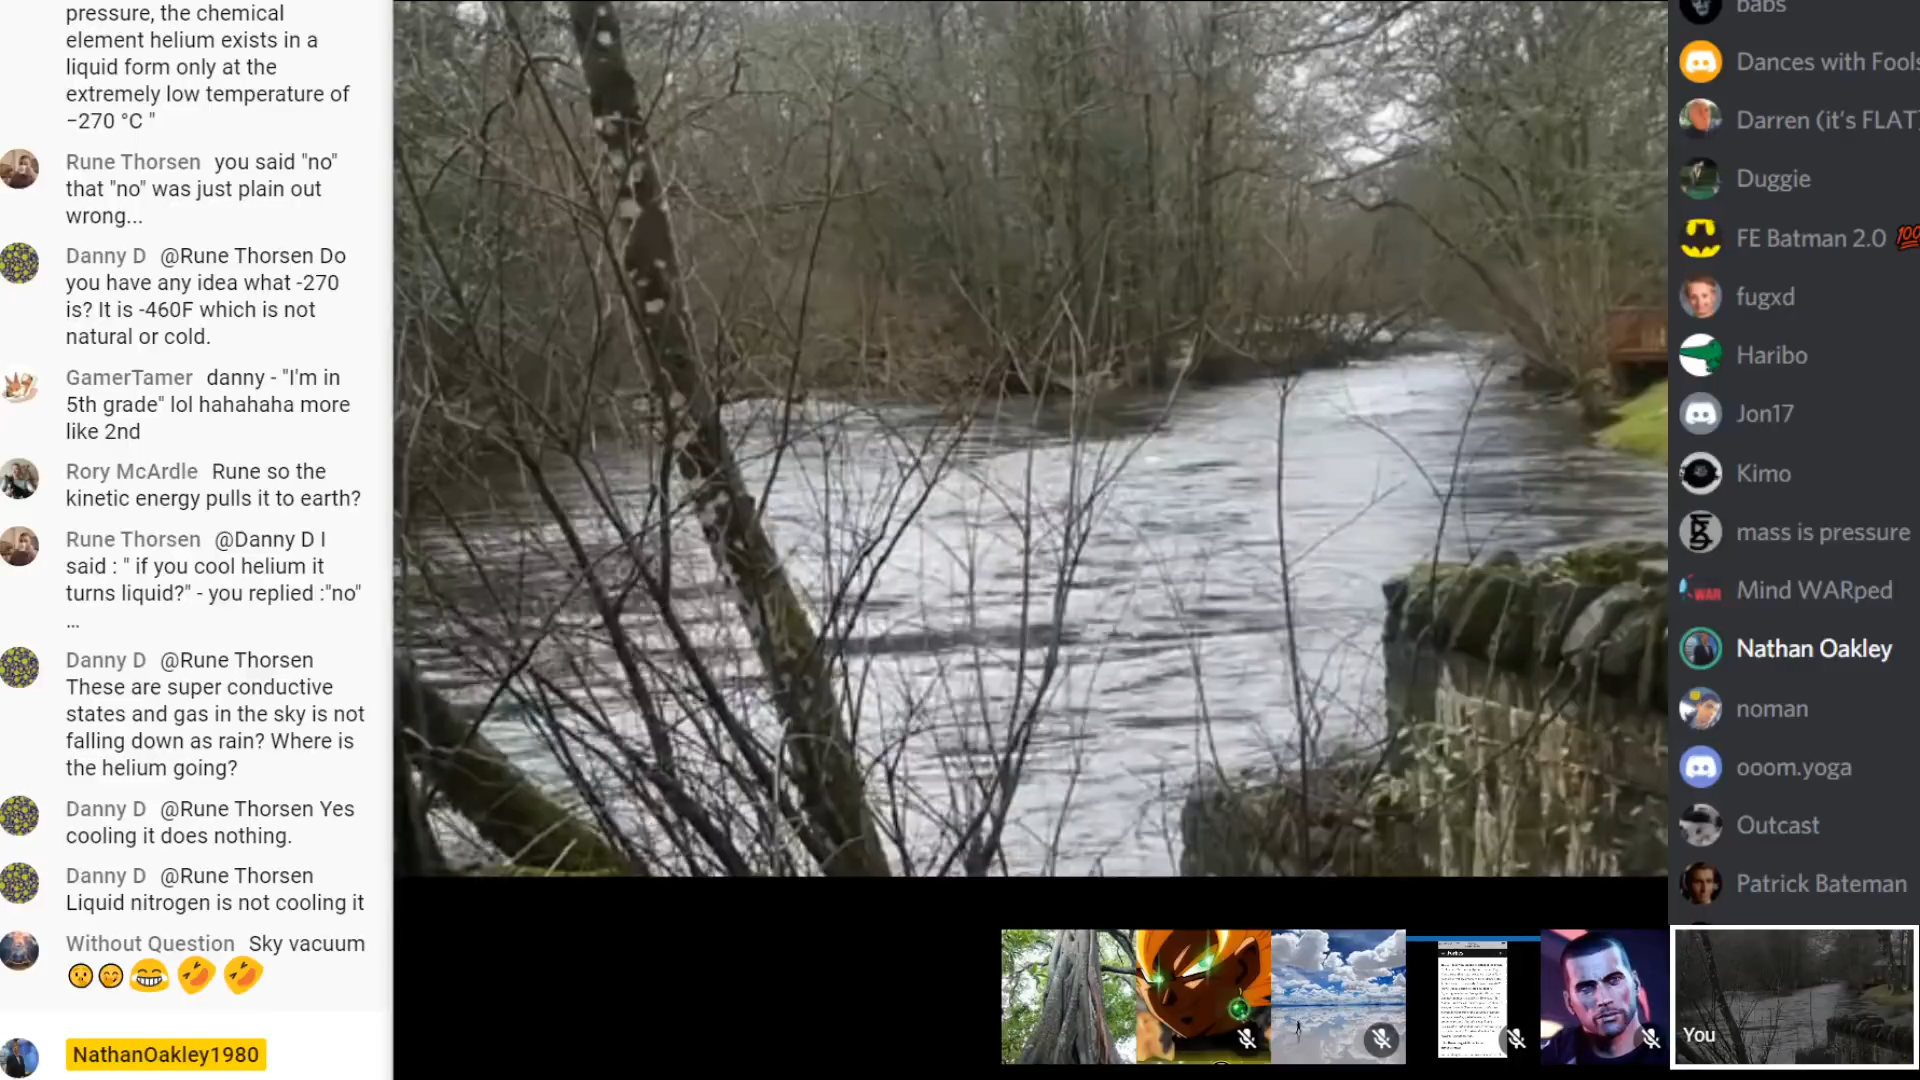 pressure, the chemical
element helium exists in a
liquid form only at the
extremely low temperature of
−270 °C "
Rune Thorsen you said "no"
that "no" was just plain out
wrong...
Danny D @Rune Thorsen Do
you have any idea what -270
is? It is -460F which is not
natural or cold.
GamerTamer danny - "I'm in
5th grade" lol hahahaha more
like 2nd
Rory McArdle Rune so the
kinetic energy pulls it to earth?
Rune Thorsen @Danny D I
said : " if you cool helium it
turns liquid?" - you replied :"no"
...
Danny D @Rune Thorsen
These are super conductive
states and gas in the sky is not
falling down as rain? Where is
the helium going?
Danny D @Rune Thorsen Yes
cooling it does nothing.
Danny D @Rune Thorsen
Liquid nitrogen is not cooling it
Without Question Sky vacuum
NathanOakley1980
babs
Dances with Fools
Darren (it's FLAT)
Duggie
FE Batman 2.0 100
fugxd
Haribo
Jon17
Kimo
mass is pressure
WAR
Mind WARped
Nathan Oakley
noman
ooom.yoga
Outcast
Patrick Bateman
Forbes
You